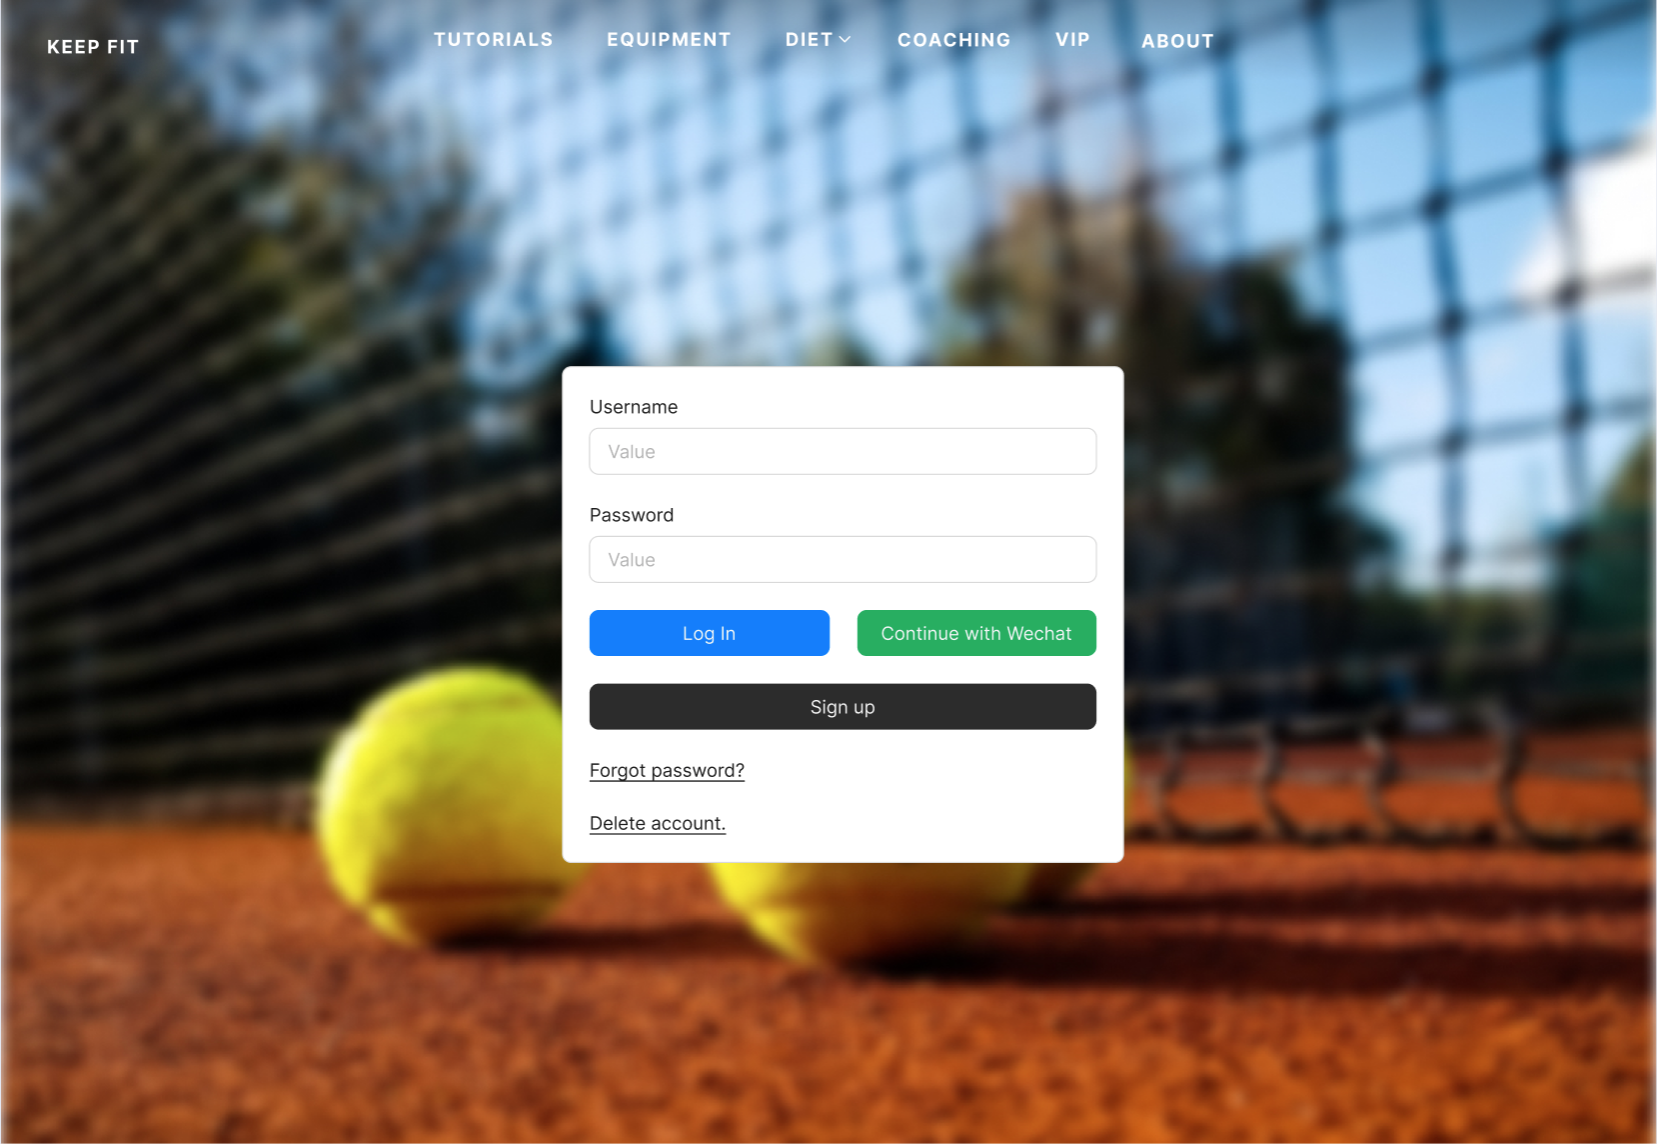 KEEP FIT
TUTORIALS
EQUIPMENT
DIET
COACHING
VIP
ABOUT
Username
Value
Password
Value
Log In
Continue with Wechat
Sign up
Forgot password?
Delete account.